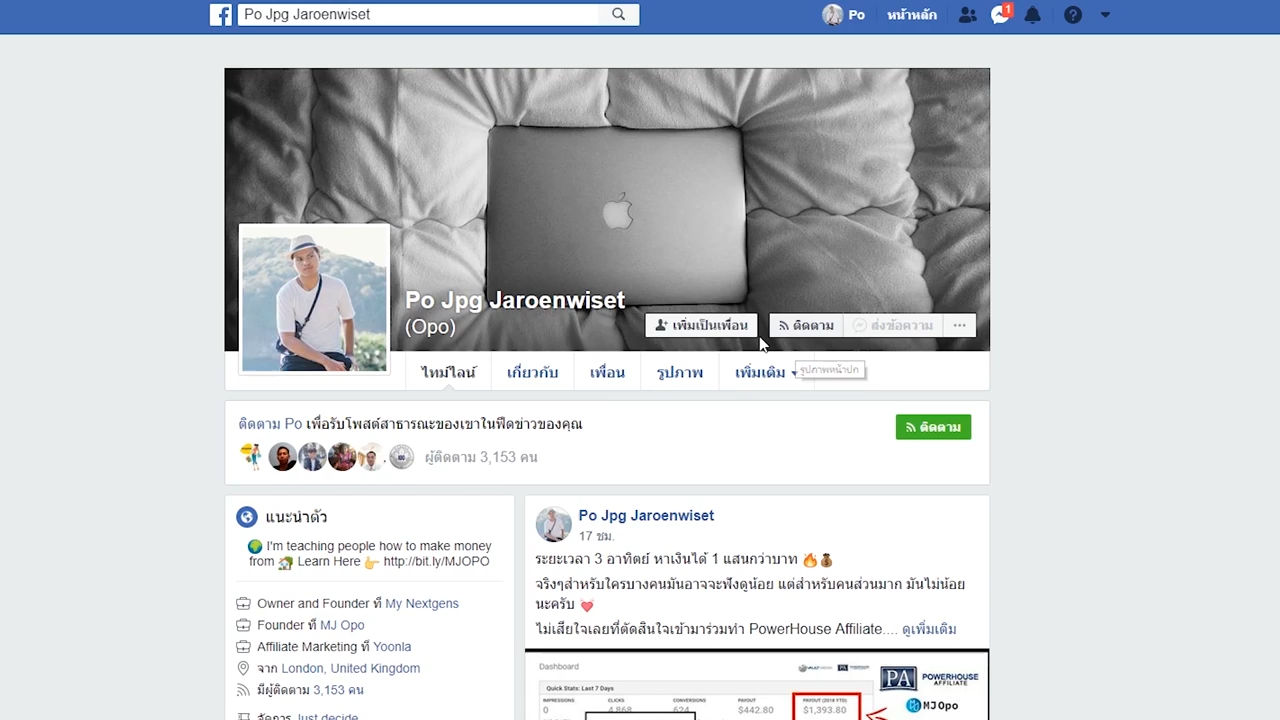 Po Jpg Jaroenwiset
Po
หน้าหลัก
1
Po Jpg Jaroenwiset
(Opo)
เพิ่มเป็นเพื่อน
ติดตาม
ส่งข้อความ
ไทม์ไลน์
เกี่ยวกับ
เพื่อน
รูปภาพ
เพิ่มเติม
รูปภาพหน้าปก
ติดตาม Po เพื่อรับโพสต์สาธารณะของเขาในฟีดข่าวของคุณ
ติดตาม
ผู้ติดตาม 3,153 คน
แนะนำตัว
I'm teaching people how to make money
from 🏡 Learn Here 👉 http://bit.ly/MJOPO
Owner and Founder ที่ My Nextgens
Founder ที่ MJ Opo
Affiliate Marketing ที่ Yoonla
จาก London, United Kingdom
มีผู้ติดตาม 3,153 คน
จัดการ Just decide
Po Jpg Jaroenwiset
17 ชม.
ระยะเวลา 3 อาทิตย์ หาเงินได้ 1 แสนกว่าบาท 🔥💰
จริงๆสำหรับใครบางคนมันอาจจะฟังดูน้อย แต่สำหรับคนส่วนมาก มันไม่น้อย
นะครับ 💓
ไม่เสียใจเลยที่ตัดสินใจเข้ามาร่วมทำ PowerHouse Affiliate.... ดูเพิ่มเติม
Dashboard
PA POWERHOUSE
AFFILIATE
Quick Stats: Last 7 Days
IMPRESSIONS CLICKS CONVERSIONS PAYOUT PAYOUT (2018 YTD)
0 4,868 624 $442.80 $1,393.80
MJ Opo